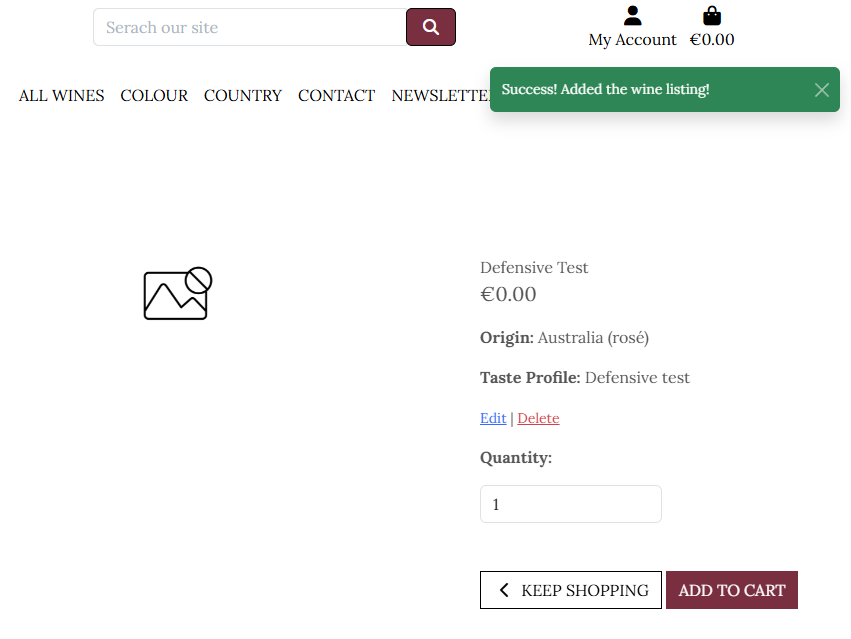 Serach our site
My Account €0.00
ALL WINES COLOUR COUNTRY CONTACT NEWSLETTE
Success! Added the wine listing!
Defensive Test
€0.00
Origin: Australia (rosé)
Taste Profile: Defensive test
Edit | Delete
Quantity:
1
KEEP SHOPPING ADD TO CART